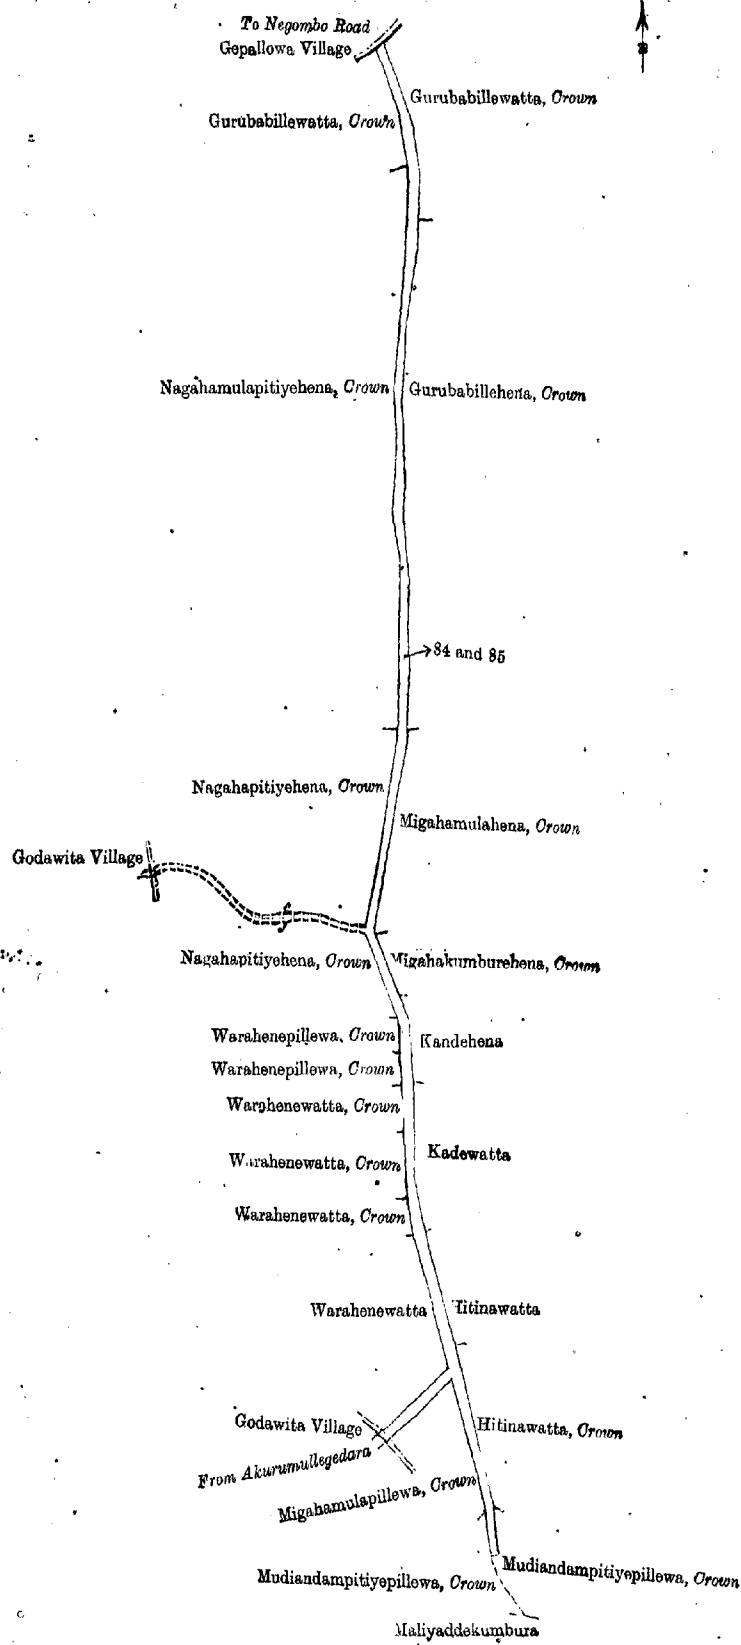 To Negombo Road
Gepallowa Village
Gurubabillewatta, Crown
Gurubabillewatta, Crown
Nagahamulapitiyehena, Crown
Gurubabillehena, Crown
84 and 85
Nagahapitiyehena, Crown
Migahamulahena, Crown
Godawita Village
Nagahapitiyehena, Crown
Migahakumburehena, Crown
Warahenepillewa, Crown
Kandehena
Warahenepillewa, Crown
Warahenewatta, Crown
Kadewatta
Warahenewatta, Crown
Warahenewatta, Crown
Warahenewatta
Hitinawatta
Godawita Village
Hitinawatta, Crown
From Akurumullegedara
Migahamulapillewa, Crown
Mudiandampitiyepillewa, Crown
Mudiandampitiyepillewa, Crown
Maliyaddekumbura